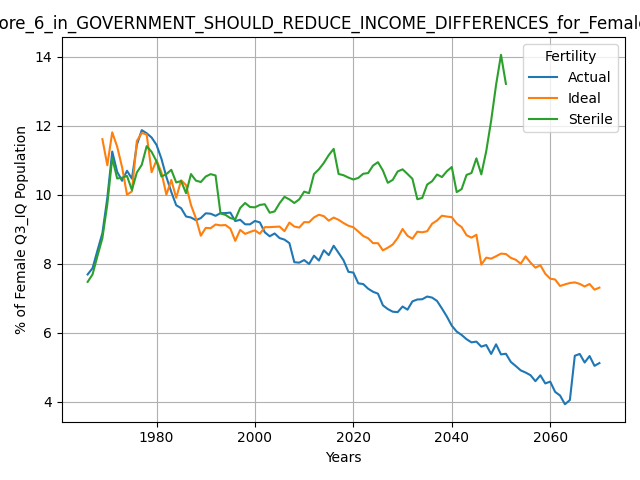 ore_6_in_GOVERNMENT_SHOULD_REDUCE_INCOME_DIFFERENCES_for_Female
14
12
10
8
6
4
% of Female Q3_IQ Population
Fertility
Actual
Ideal
Sterile
1980
2000
2020
2040
2060
Years